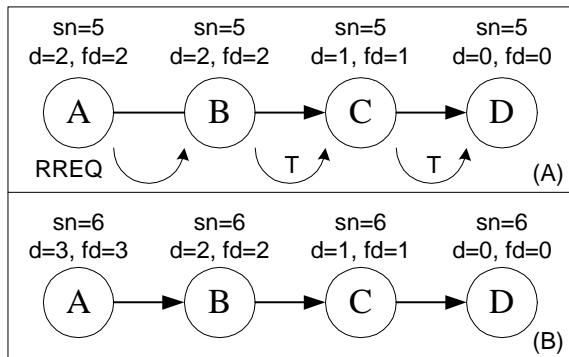 sn=5 sn=5 sn=5 sn=5
d=2, fd=2 d=2, fd=2 d=1, fd=1 d=0, fd=0
A B C D
RREQ T T
(A)
sn=6 sn=6 sn=6 sn=6
d=3, fd=3 d=2, fd=2 d=1, fd=1 d=0, fd=0
A B C D
(B)